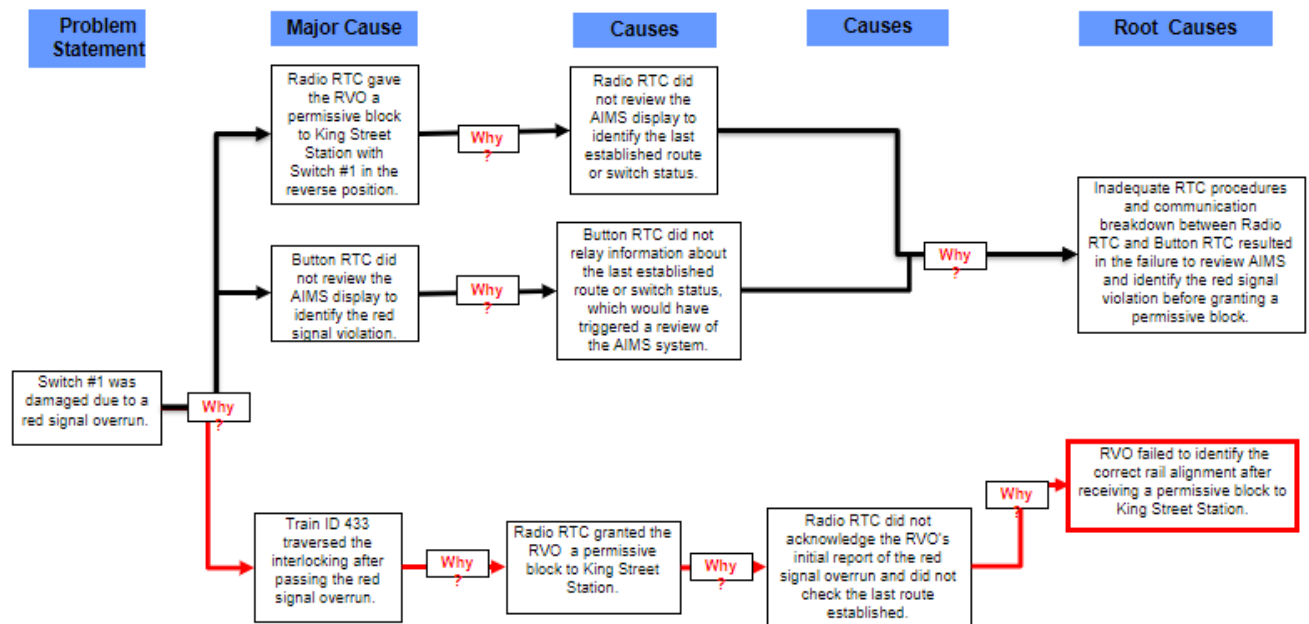 Problem
Statement
Major Cause
Causes
Causes
Root Causes
Radio RTC gave
the RVO a
permissive block
to King Street
Station with
Switch #1 in the
reverse position.
Why
?
Radio RTC did
not review the
AIMS display to
identify the last
established route
or switch status.
Button RTC did
not review the
AIMS display to
identify the red
signal violation.
Why
?
Button RTC did not
relay information about
the last established
route or switch status,
which would have
triggered a review of
the AIMS system.
Why
?
Inadequate RTC procedures
and communication
breakdown between Radio
RTC and Button RTC resulted
in the failure to review AIMS
and identify the red signal
violation before granting
a permissive block.
Switch #1 was
damaged due to a
red signal overrun.
Why
?
Train ID 433
traversed the
interlocking after
passing the red
signal overrun.
Why
?
Radio RTC granted the
RVO a permissive
block to King Street
Station.
Why
?
Radio RTC did not
acknowledge the RVO's
initial report of the red
signal overrun and did not
check the last route
established.
Why
?
RVO failed to identify the
correct rail alignment after
receiving a permissive block to
King Street Station.